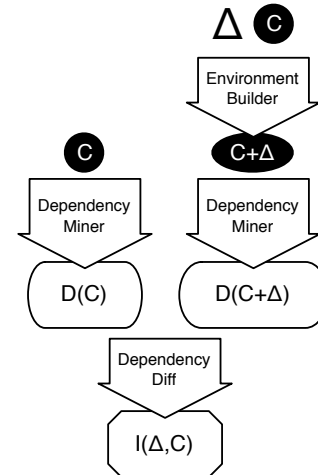 Δ C
Environment
Builder
C C+Δ
Dependency Dependency
Miner Miner
D(C) D(C+Δ)
Dependency
Diff
I(Δ,C)